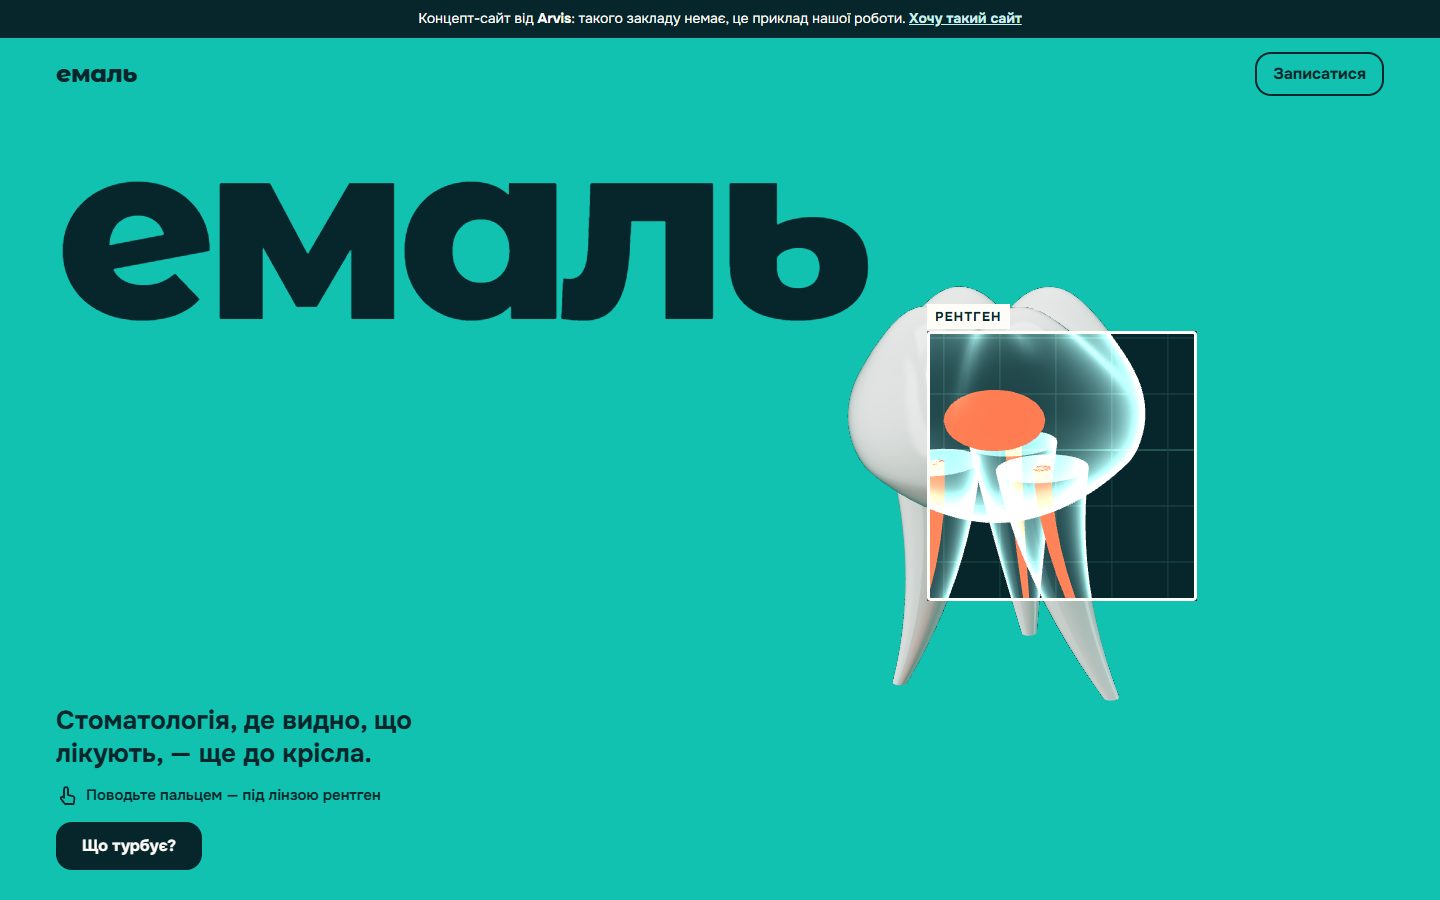 Концепт-сайт від Arvis: такого закладу немає, це приклад нашої роботи. Хочу такий сайт
емаль
Записатися
емаль
РЕНТГЕН
Стоматологія, де видно, що
лікують, — ще до крісла.
Поводьте пальцем — під лінзою рентген
Що турбує?